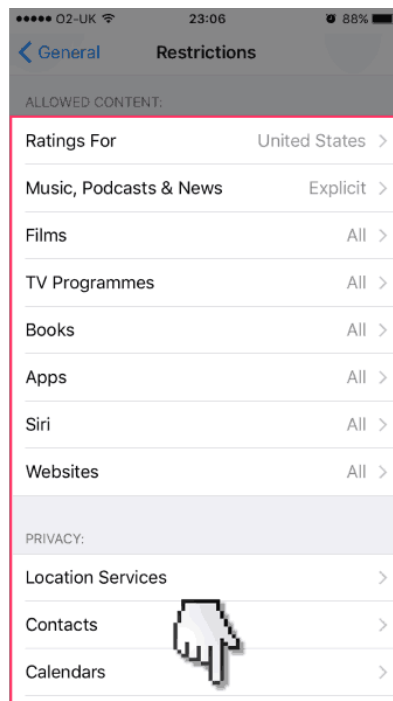 O2-UK 23:06 88%
General Restrictions
ALLOWED CONTENT:
Ratings For United States
Music, Podcasts & News Explicit
Films All
TV Programmes All
Books All
Apps All
Siri All
Websites All
PRIVACY:
Location Services
Contacts
Calendars